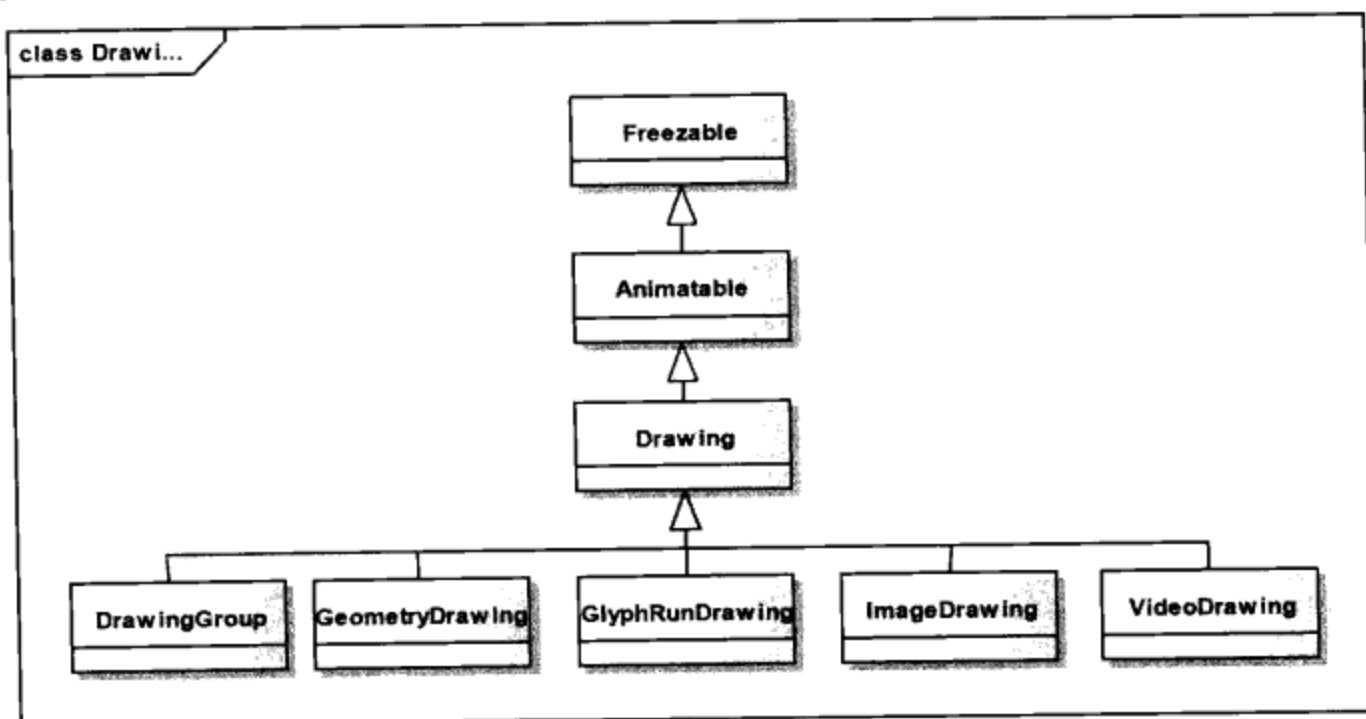 class Drawi...
Freezable
Animatable
Drawing
DrawingGroup
GeometryDrawing
GlyphRunDrawing
ImageDrawing
VideoDrawing